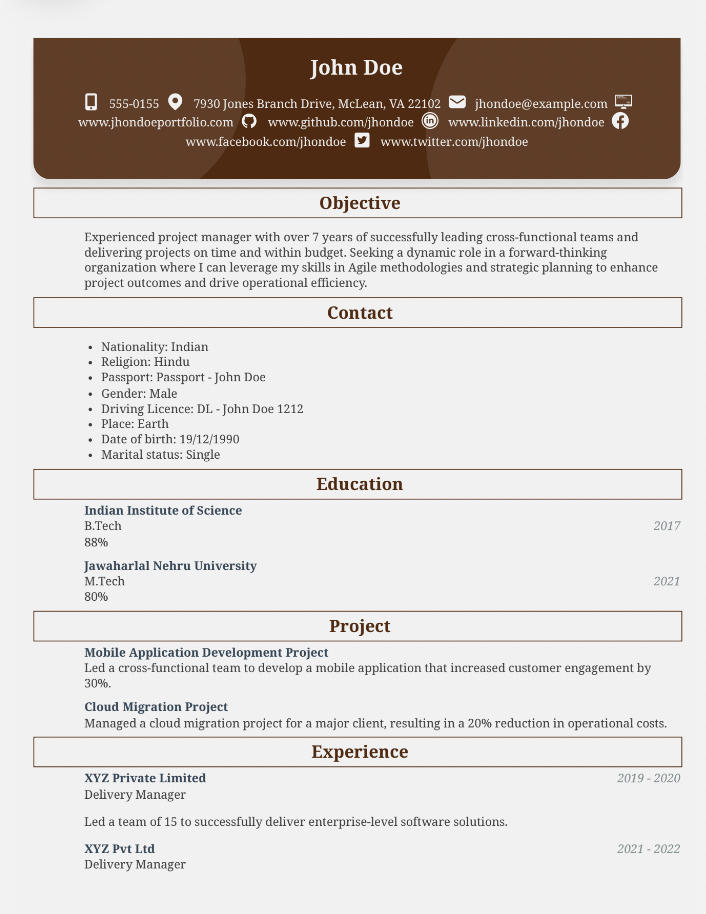 John Doe
555-0155 7930 Jones Branch Drive, McLean, VA 22102 jhondoe@example.com
www.jhondoeportfolio.com www.github.com/jhondoe www.linkedin.com/jhondoe
www.facebook.com/jhondoe www.twitter.com/jhondoe
Objective
Experienced project manager with over 7 years of successfully leading cross-functional teams and
delivering projects on time and within budget. Seeking a dynamic role in a forward-thinking
organization where I can leverage my skills in Agile methodologies and strategic planning to enhance
project outcomes and drive operational efficiency.
Contact
• Nationality: Indian
• Religion: Hindu
• Passport: Passport - John Doe
• Gender: Male
• Driving Licence: DL - John Doe 1212
• Place: Earth
• Date of birth: 19/12/1990
• Marital status: Single
Education
Indian Institute of Science
B.Tech 2017
88%
Jawaharlal Nehru University
M.Tech 2021
80%
Project
Mobile Application Development Project
Led a cross-functional team to develop a mobile application that increased customer engagement by
30%.
Cloud Migration Project
Managed a cloud migration project for a major client, resulting in a 20% reduction in operational costs.
Experience
XYZ Private Limited 2019 - 2020
Delivery Manager
Led a team of 15 to successfully deliver enterprise-level software solutions.
XYZ Pvt Ltd 2021 - 2022
Delivery Manager